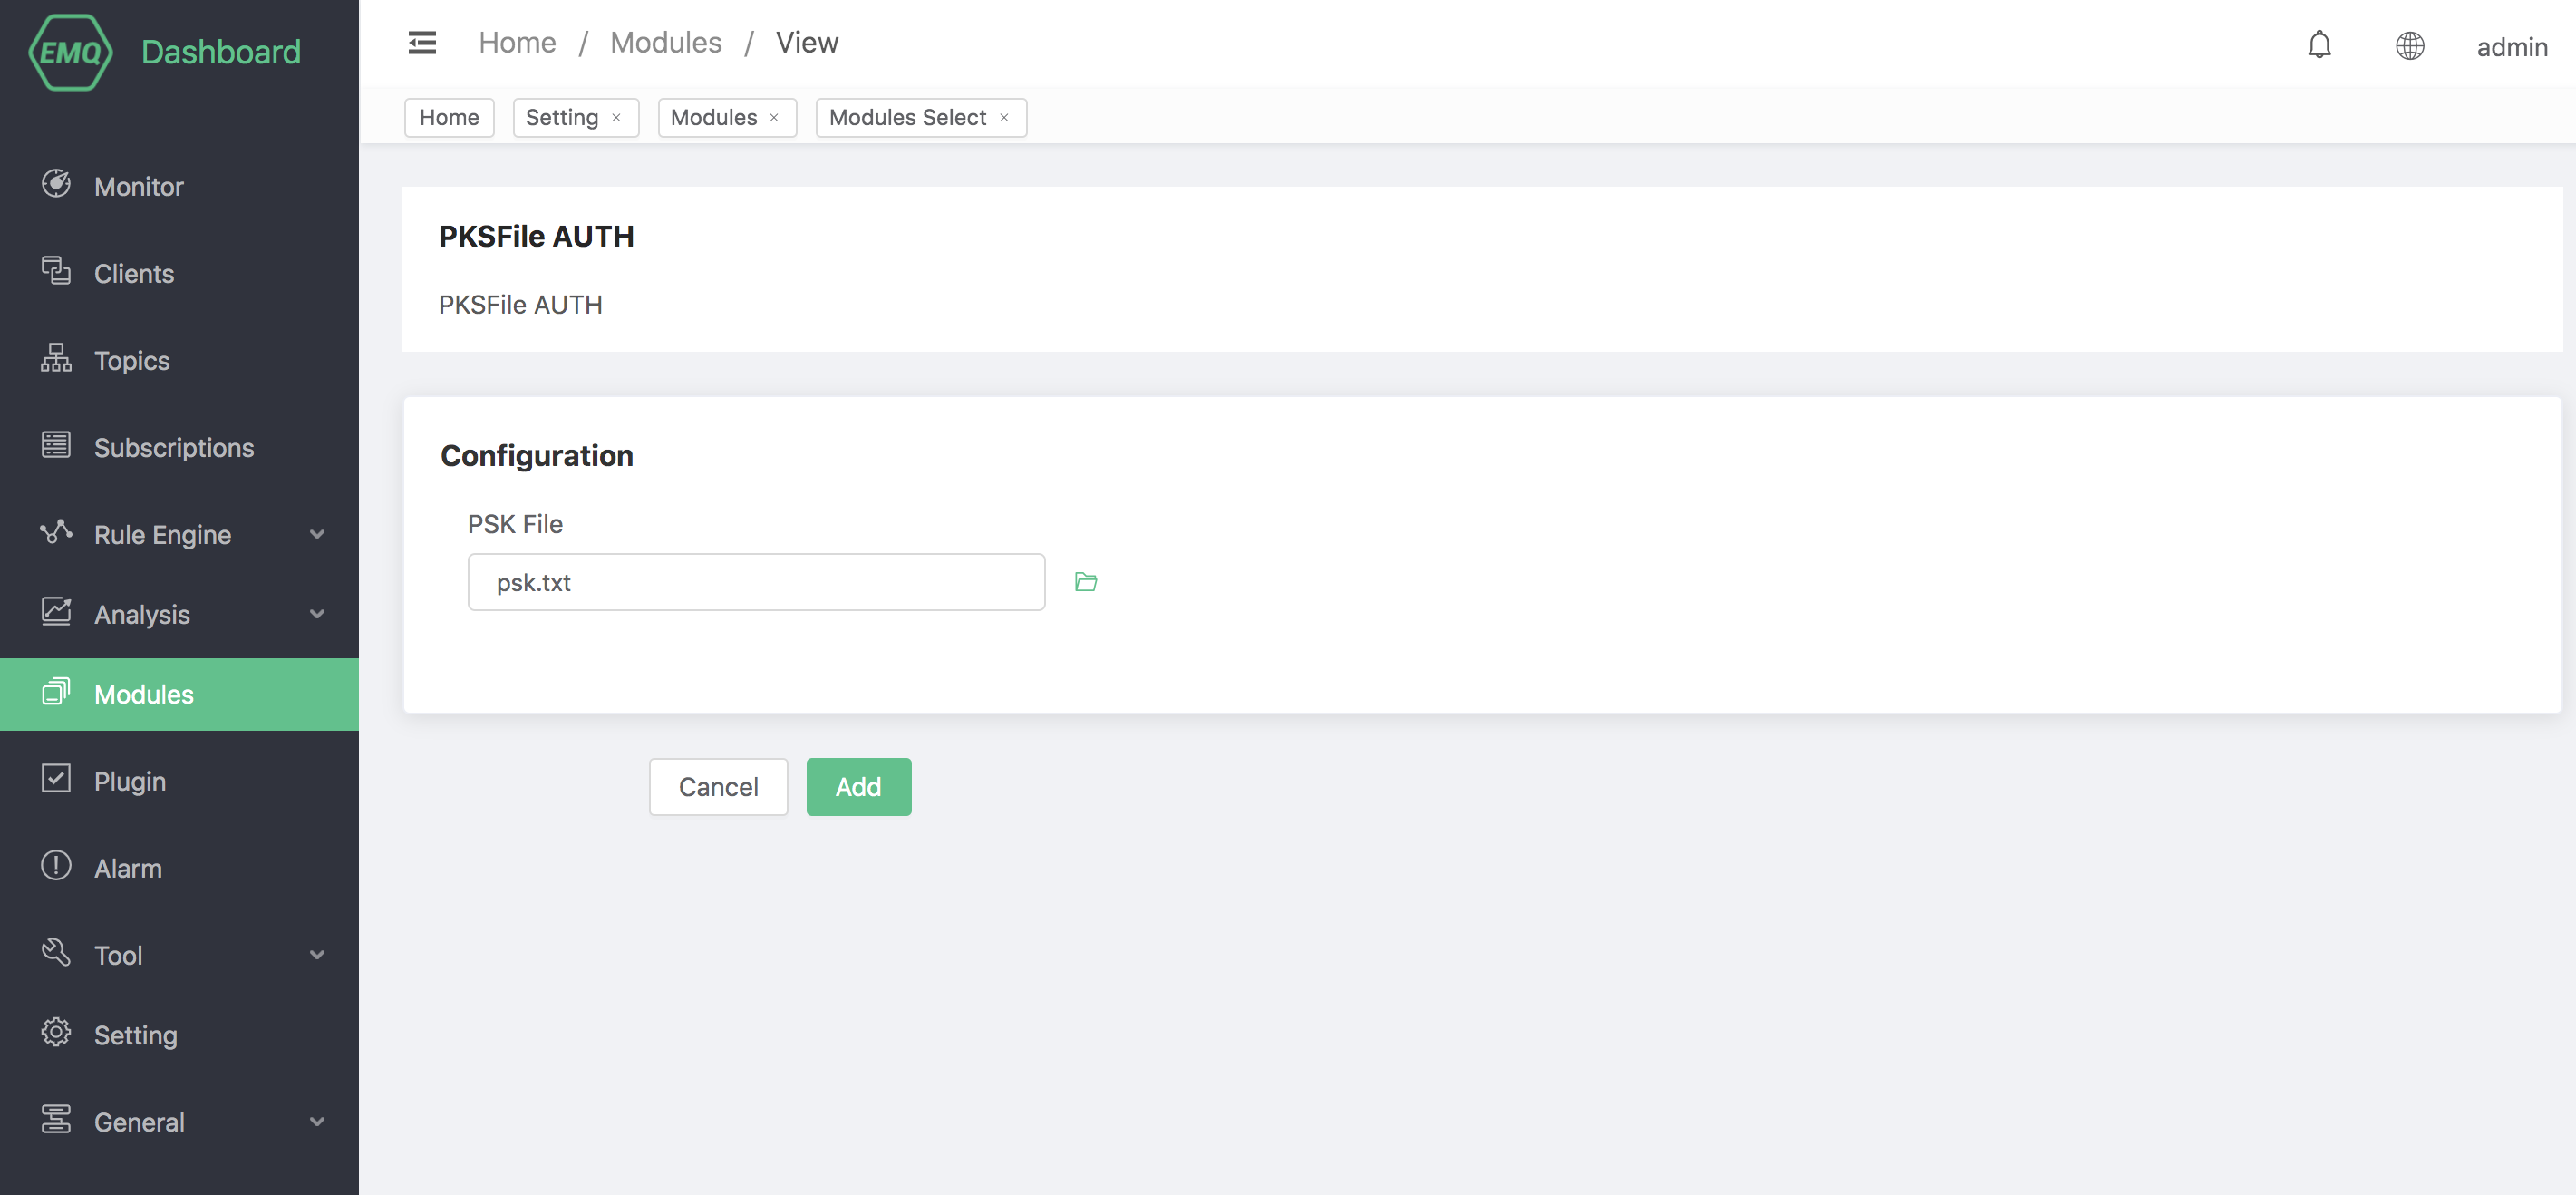 EMQ Dashboard
Home / Modules / View
admin
Home
Setting ×
Modules ×
Modules Select ×
Monitor
Clients
Topics
Subscriptions
Rule Engine
Analysis
Modules
Plugin
Alarm
Tool
Setting
General
PKSFile AUTH
PKSFile AUTH
Configuration
PSK File
psk.txt
Cancel
Add